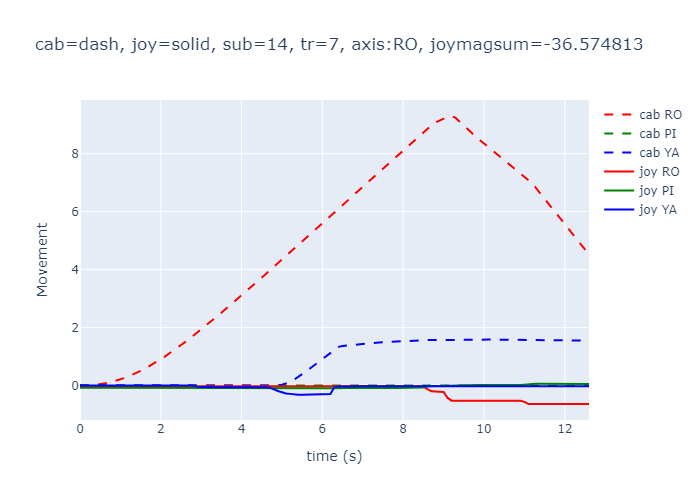 cab=dash, joy=solid, sub=14, tr=7, axis:RO, joymagsum=-36.574813
cab RO
cab PI
cab YA
joy RO
joy PI
joy YA
Movement
8
6
4
2
0
0 2 4 6 8 10 12
time (s)